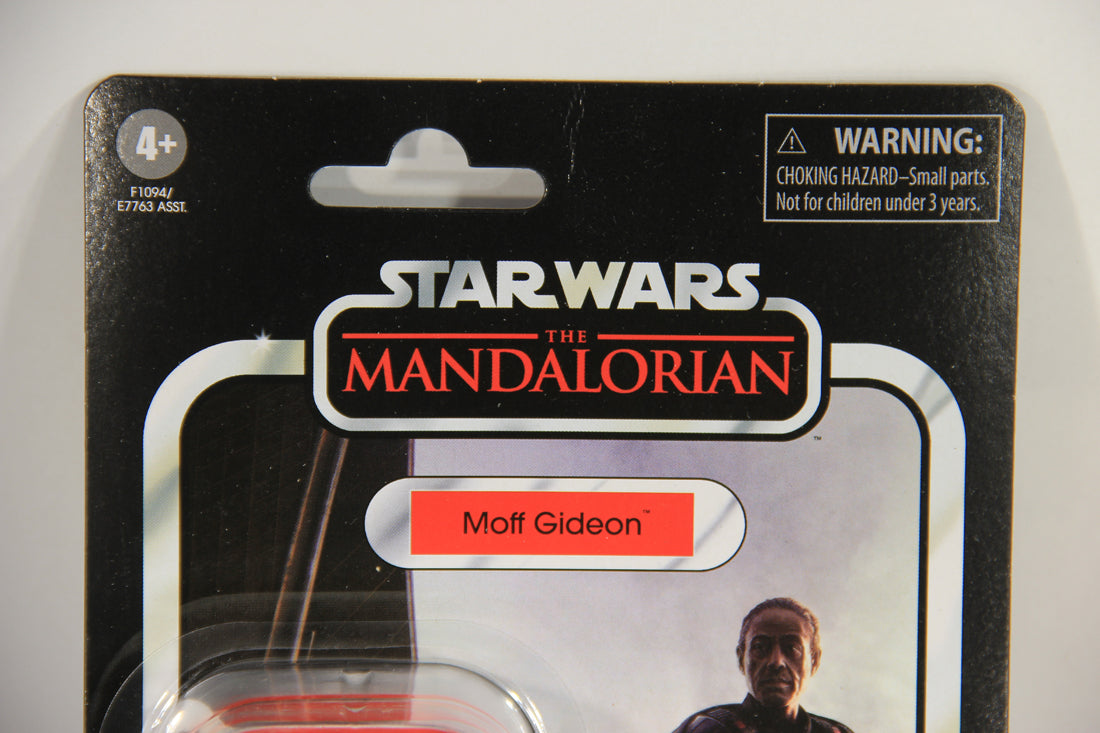 4+
F1094/
E7763 ASST.
⚠ WARNING:
CHOKING HAZARD–Small parts.
Not for children under 3 years.
STAR WARS
THE
MANDALORIAN
™
Moff Gideon™